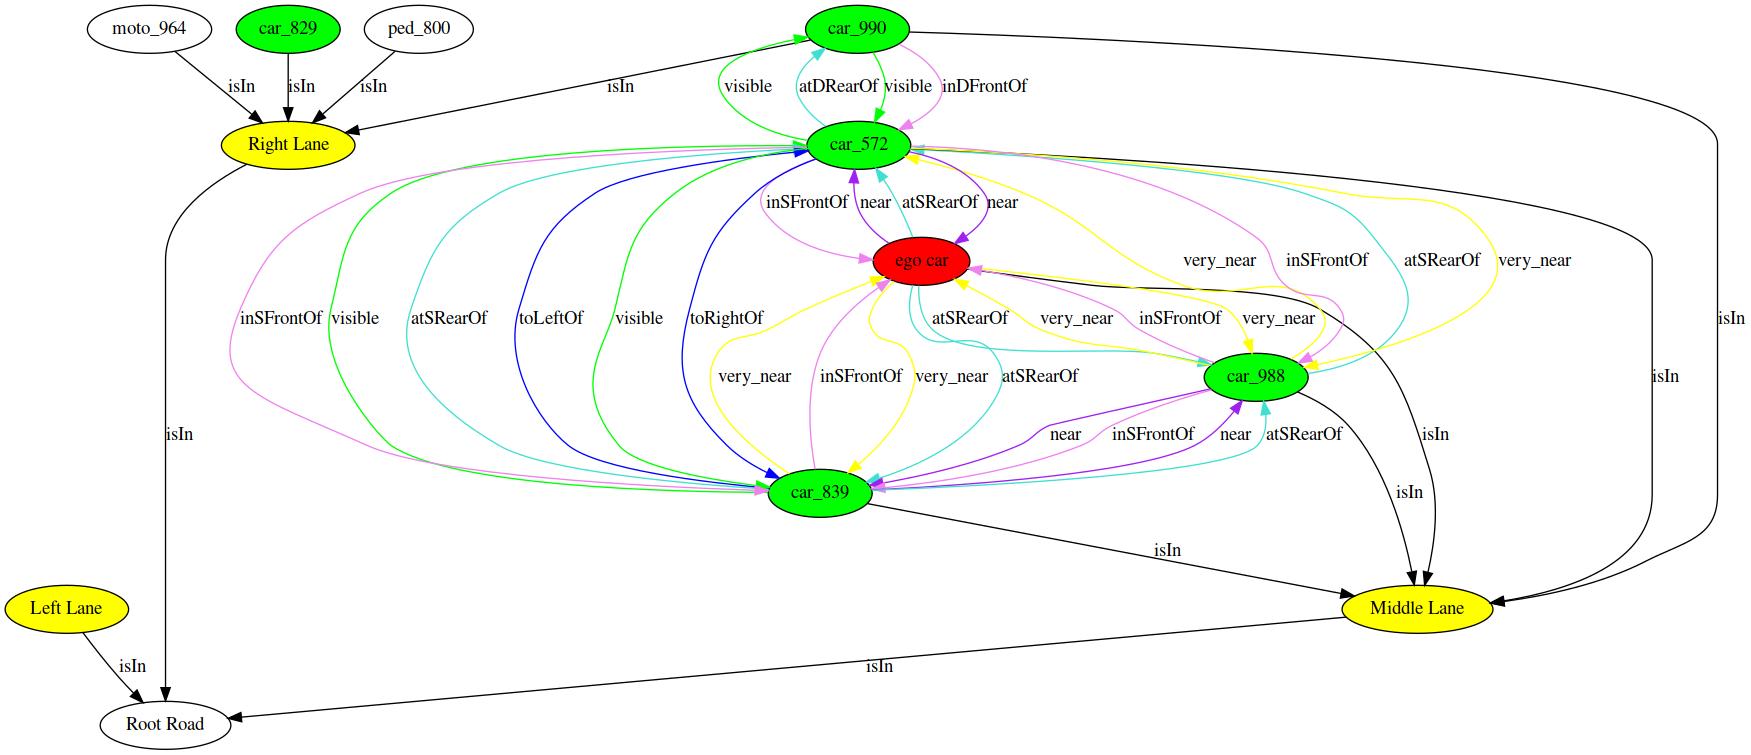 moto_964 car_829 ped_800 car_990
isIn isIn isIn isIn visible atDRearOf visible inDFrontOf
Right Lane car_572
inSFrontOf near atSRearOf near
ego car very_near inSFrontOf atSRearOf very_near
inSFrontOf visible atSRearOf toLeftOf visible toRightOf atSRearOf very_near inSFrontOf very_near isIn
very_near inSFrontOf very_near atSRearOf car_988 isIn
isIn near inSFrontOf near atSRearOf isIn
car_839 isIn
isIn
Left Lane Middle Lane
isIn isIn
Root Road